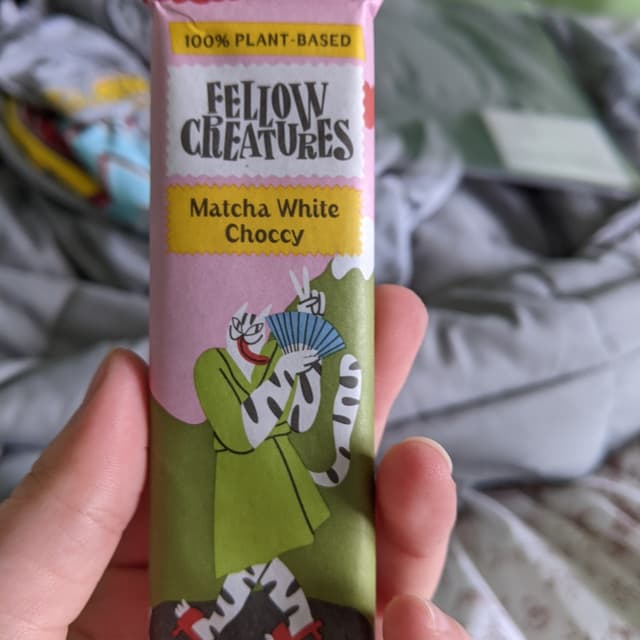 100% PLANT-BASED
FELLOW
CREATURES
Matcha White
Choccy